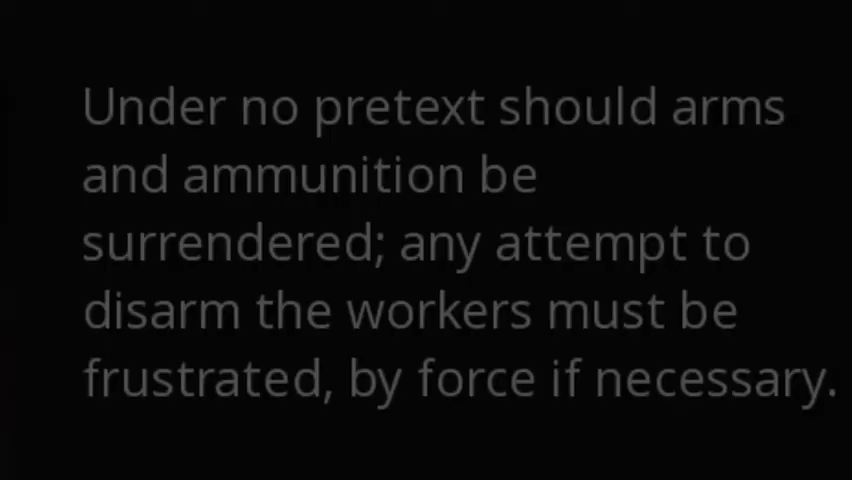 Under no pretext should arms
and ammunition be
surrendered; any attempt to
disarm the workers must be
frustrated, by force if necessary.